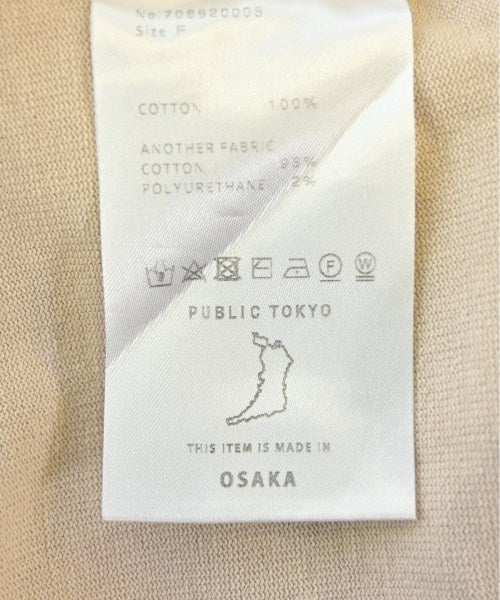 No.708620005
Size F
COTTON 100%
ANOTHER FABRIC
COTTON 98%
POLYURETHANE 2%
F W
PUBLIC TOKYO
THIS ITEM IS MADE IN
OSAKA